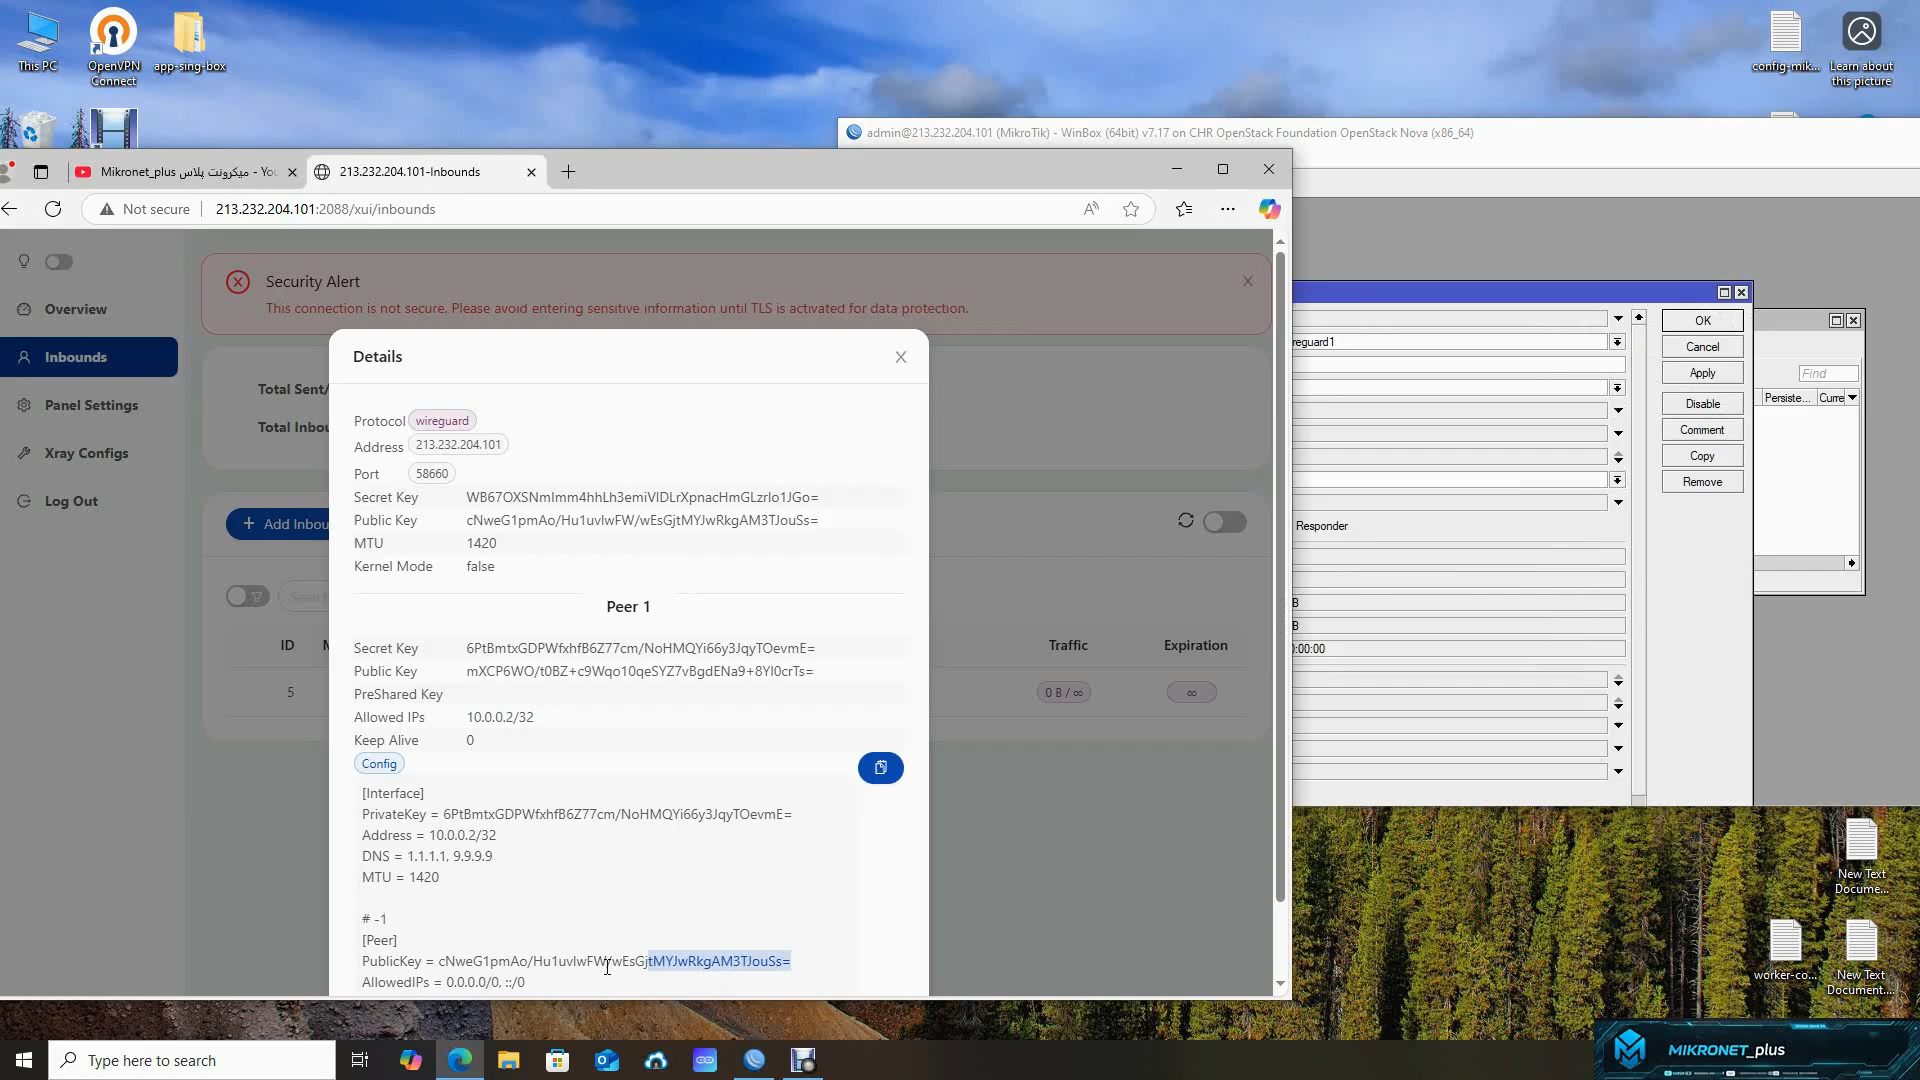 This PC
OpenVPN
Connect
app-sing-box
config-mik...
Learn about
this picture
admin@213.232.204.101 (MikroTik) - WinBox (64bit) v7.17 on CHR OpenStack Foundation OpenStack Nova (x86_64)
Mikronet_plus میکرونت پلاس - You
213.232.204.101-Inbounds
Not secure
213.232.204.101:2088/xui/inbounds
Overview
Inbounds
Panel Settings
Xray Configs
Log Out
Security Alert
This connection is not secure. Please avoid entering sensitive information until TLS is activated for data protection.
Total Sent/
Total Inbou
Add Inbou
Search
ID
Traffic
Expiration
5
0 B / ∞
∞
Details
Protocol wireguard
Address 213.232.204.101
Port 58660
Secret Key WB67OXSNmImm4hhLh3emiVIDLrXpnacHmGLzrIo1JGo=
Public Key cNweG1pmAo/Hu1uvlwFW/wEsGjtMYJwRkgAM3TJouSs=
MTU 1420
Kernel Mode false
Peer 1
Secret Key 6PtBmtxGDPWfxhfB6Z77cm/NoHMQYi66y3JqyTOevmE=
Public Key mXCP6WO/t0BZ+c9Wqo10qeSYZ7vBgdENa9+8YI0crTs=
PreShared Key
Allowed IPs 10.0.0.2/32
Keep Alive 0
Config
[Interface]
PrivateKey = 6PtBmtxGDPWfxhfB6Z77cm/NoHMQYi66y3JqyTOevmE=
Address = 10.0.0.2/32
DNS = 1.1.1.1, 9.9.9.9
MTU = 1420
# -1
[Peer]
PublicKey = cNweG1pmAo/Hu1uvlwFW/wEsGjtMYJwRkgAM3TJouSs=
AllowedIPs = 0.0.0.0/0, ::/0
reguard1
Responder
B
B
0:00:00
OK
Cancel
Apply
Disable
Comment
Copy
Remove
Find
Persiste...
Curre
New Text
Docume...
worker-co...
New Text
Document....
Type here to search
MIKRONET_plus